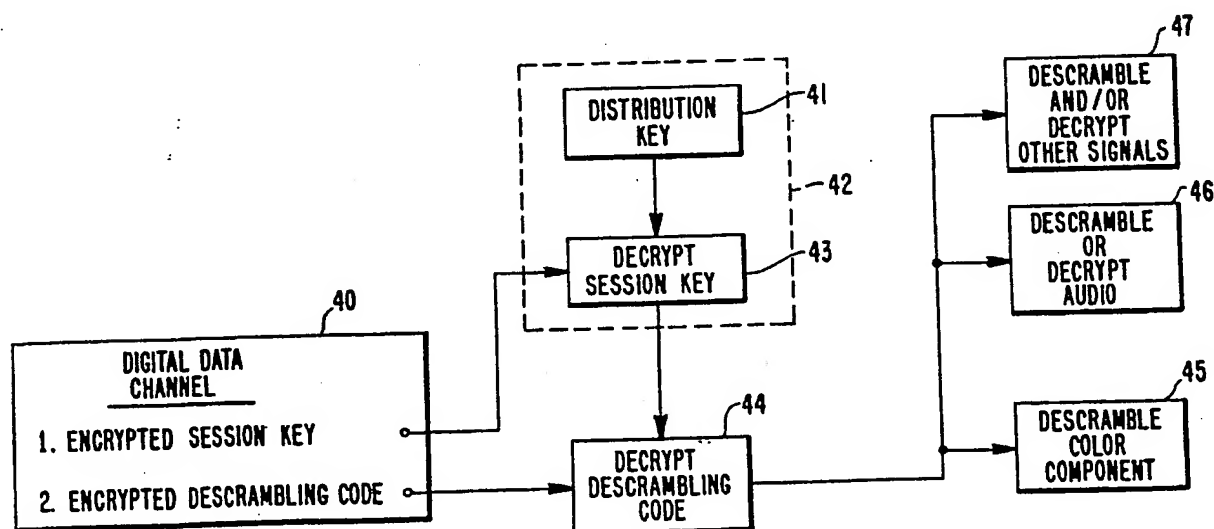 47
DESCRAMBLE
AND/OR
DECRYPT
OTHER SIGNALS
41
DISTRIBUTION
KEY
42
46
DESCRAMBLE
OR
DECRYPT
AUDIO
DECRYPT
SESSION KEY
43
40
DIGITAL DATA
CHANNEL
1. ENCRYPTED SESSION KEY
2. ENCRYPTED DESCRAMBLING CODE
44
DECRYPT
DESCRAMBLING
CODE
45
DESCRAMBLE
COLOR
COMPONENT